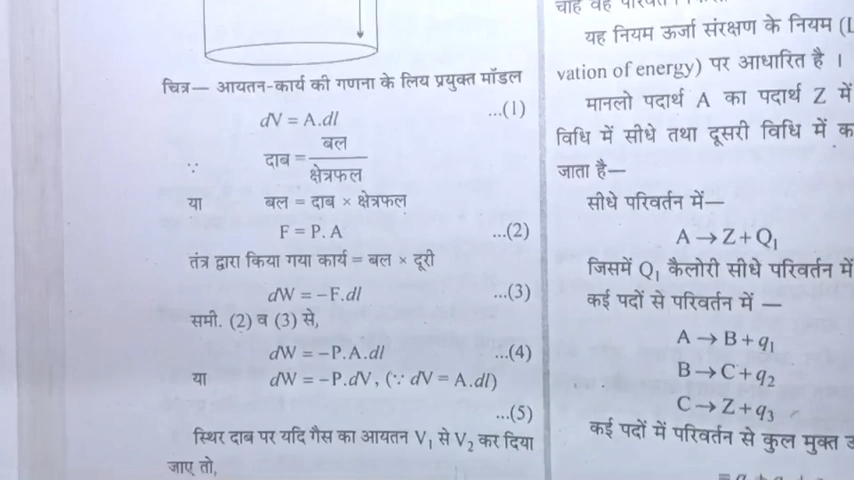 चित्र— आयतन-कार्य की गणना के लिय प्रयुक्त मॉडल
dV = A.dl ...(1)
∵ दाब = बल / क्षेत्रफल
या बल = दाब × क्षेत्रफल
F = P. A ...(2)
तंत्र द्वारा किया गया कार्य = बल × दूरी
dW = –F.dl ...(3)
समी. (2) व (3) से,
dW = –P.A.dl ...(4)
या dW = –P.dV, (∵ dV = A.dl)
...(5)
स्थिर दाब पर यदि गैस का आयतन V₁ से V₂ कर दिया
जाए तो,
चाहे वह
यह नियम ऊर्जा संरक्षण के नियम (L
vation of energy) पर आधारित है ।
मानलो पदार्थ A का पदार्थ Z में
विधि में सीधे तथा दूसरी विधि में क
जाता है—
सीधे परिवर्तन में—
A → Z + Q₁
जिसमें Q₁ कैलोरी सीधे परिवर्तन में
कई पदों से परिवर्तन में —
A → B + q₁
B → C + q₂
C → Z + q₃
कई पदों में परिवर्तन से कुल मुक्त